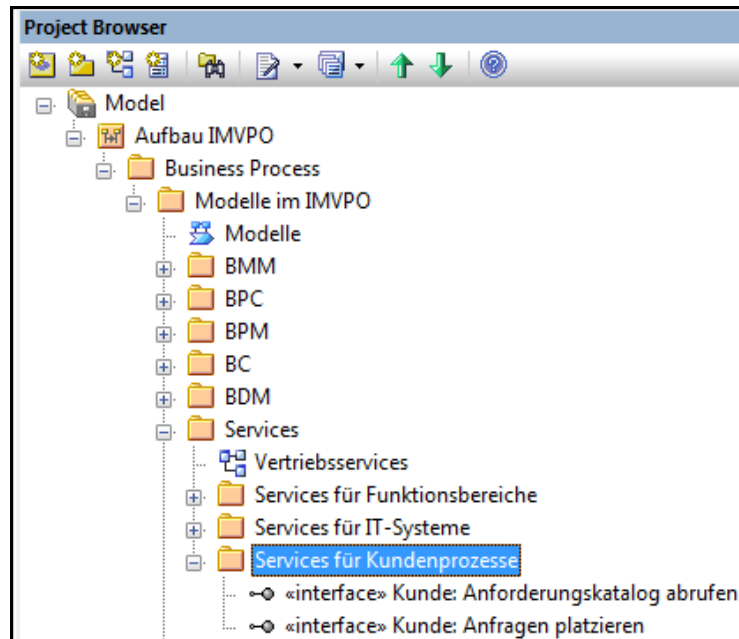 Project Browser
Model
Aufbau IMVPO
Business Process
Modelle im IMVPO
Modelle
BMM
BPC
BPM
BC
BDM
Services
Vertriebsservices
Services für Funktionsbereiche
Services für IT-Systeme
Services für Kundenprozesse
«interface» Kunde: Anforderungskatalog abrufen
«interface» Kunde: Anfragen platzieren